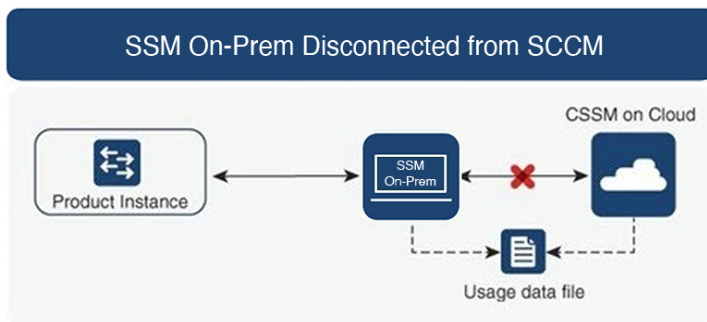 SSM On-Prem Disconnected from SCCM
CSSM on Cloud
SSM
On-Prem
Product Instance
Usage data file